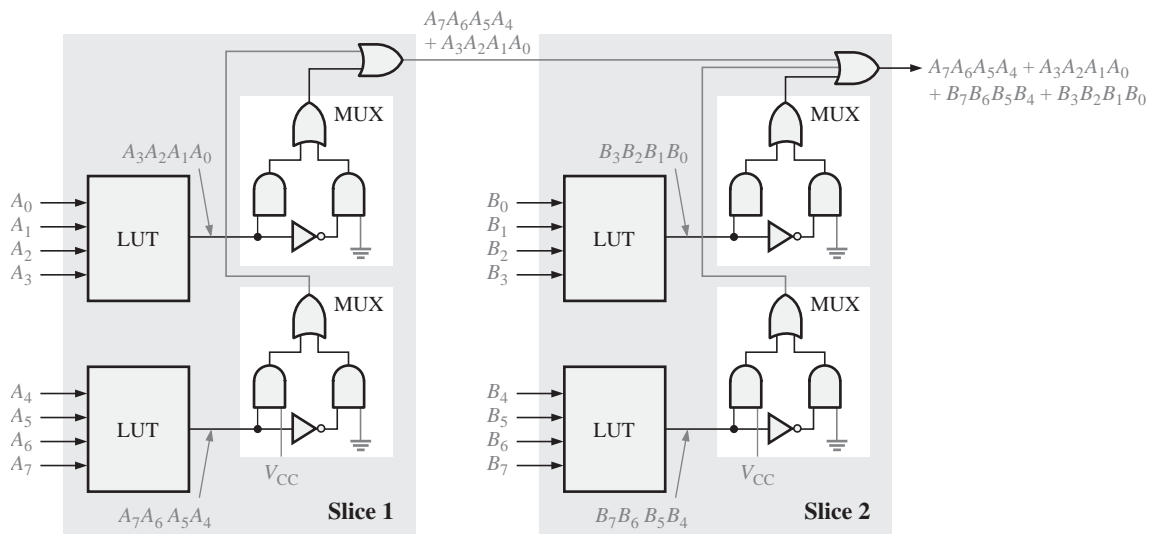 A₇A₆A₅A₄
+ A₃A₂A₁A₀
A₇A₆A₅A₄ + A₃A₂A₁A₀
+ B₇B₆B₅B₄ + B₃B₂B₁B₀
MUX
MUX
A₃A₂A₁A₀
B₃B₂B₁B₀
A₀
A₁
A₂
A₃
LUT
B₀
B₁
B₂
B₃
LUT
MUX
MUX
A₄
A₅
A₆
A₇
LUT
B₄
B₅
B₆
B₇
LUT
V_CC
V_CC
A₇A₆ A₅A₄
Slice 1
B₇B₆ B₅B₄
Slice 2